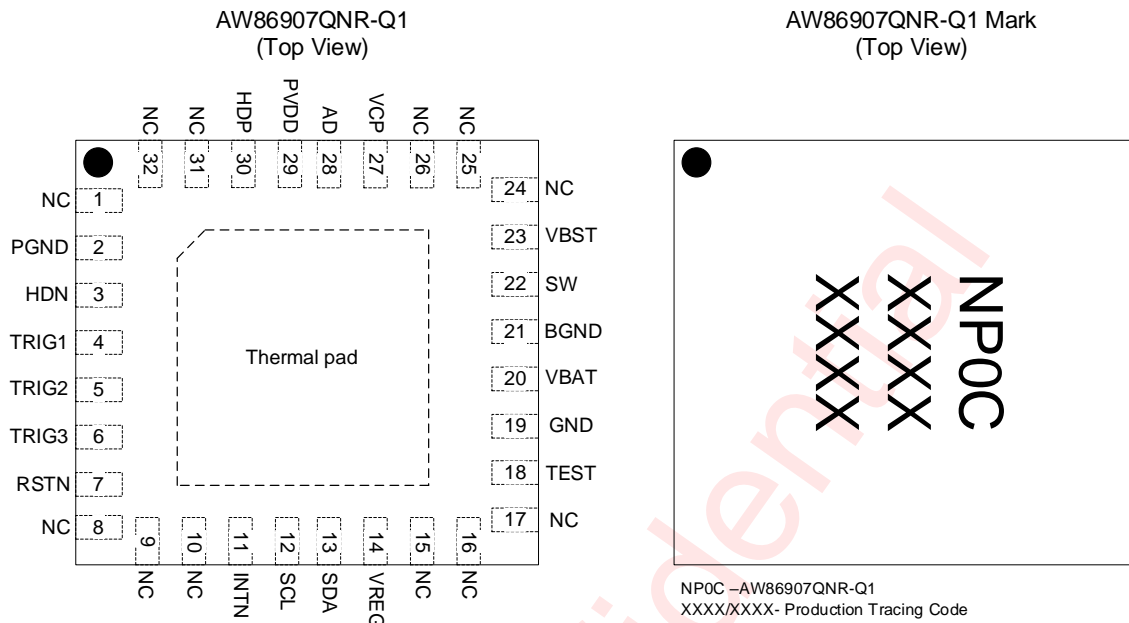 AW86907QNR-Q1
(Top View)
NC
NC
HDP
PVDD
AD
VCP
NC
NC
32
31
30
29
28
27
26
25
NC 1
PGND 2
HDN 3
TRIG1 4
TRIG2 5
TRIG3 6
RSTN 7
NC 8
Thermal pad
24 NC
23 VBST
22 SW
21 BGND
20 VBAT
19 GND
18 TEST
17 NC
9
10
11
12
13
14
15
16
NC
NC
INTN
SCL
SDA
VREG
NC
NC
AW86907QNR-Q1 Mark
(Top View)
NP0C
XXXX
XXXX
NP0C –AW86907QNR-Q1
XXXX/XXXX- Production Tracing Code
idential